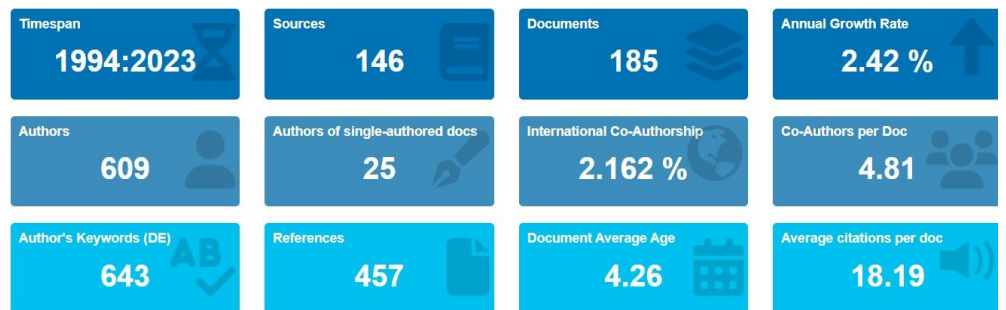 Timespan
1994:2023
Sources
146
Documents
185
Annual Growth Rate
2.42 %
Authors
609
Authors of single-authored docs
25
International Co-Authorship
2.162 %
Co-Authors per Doc
4.81
Author's Keywords (DE)
643
AB
References
457
Document Average Age
4.26
Average citations per doc
18.19